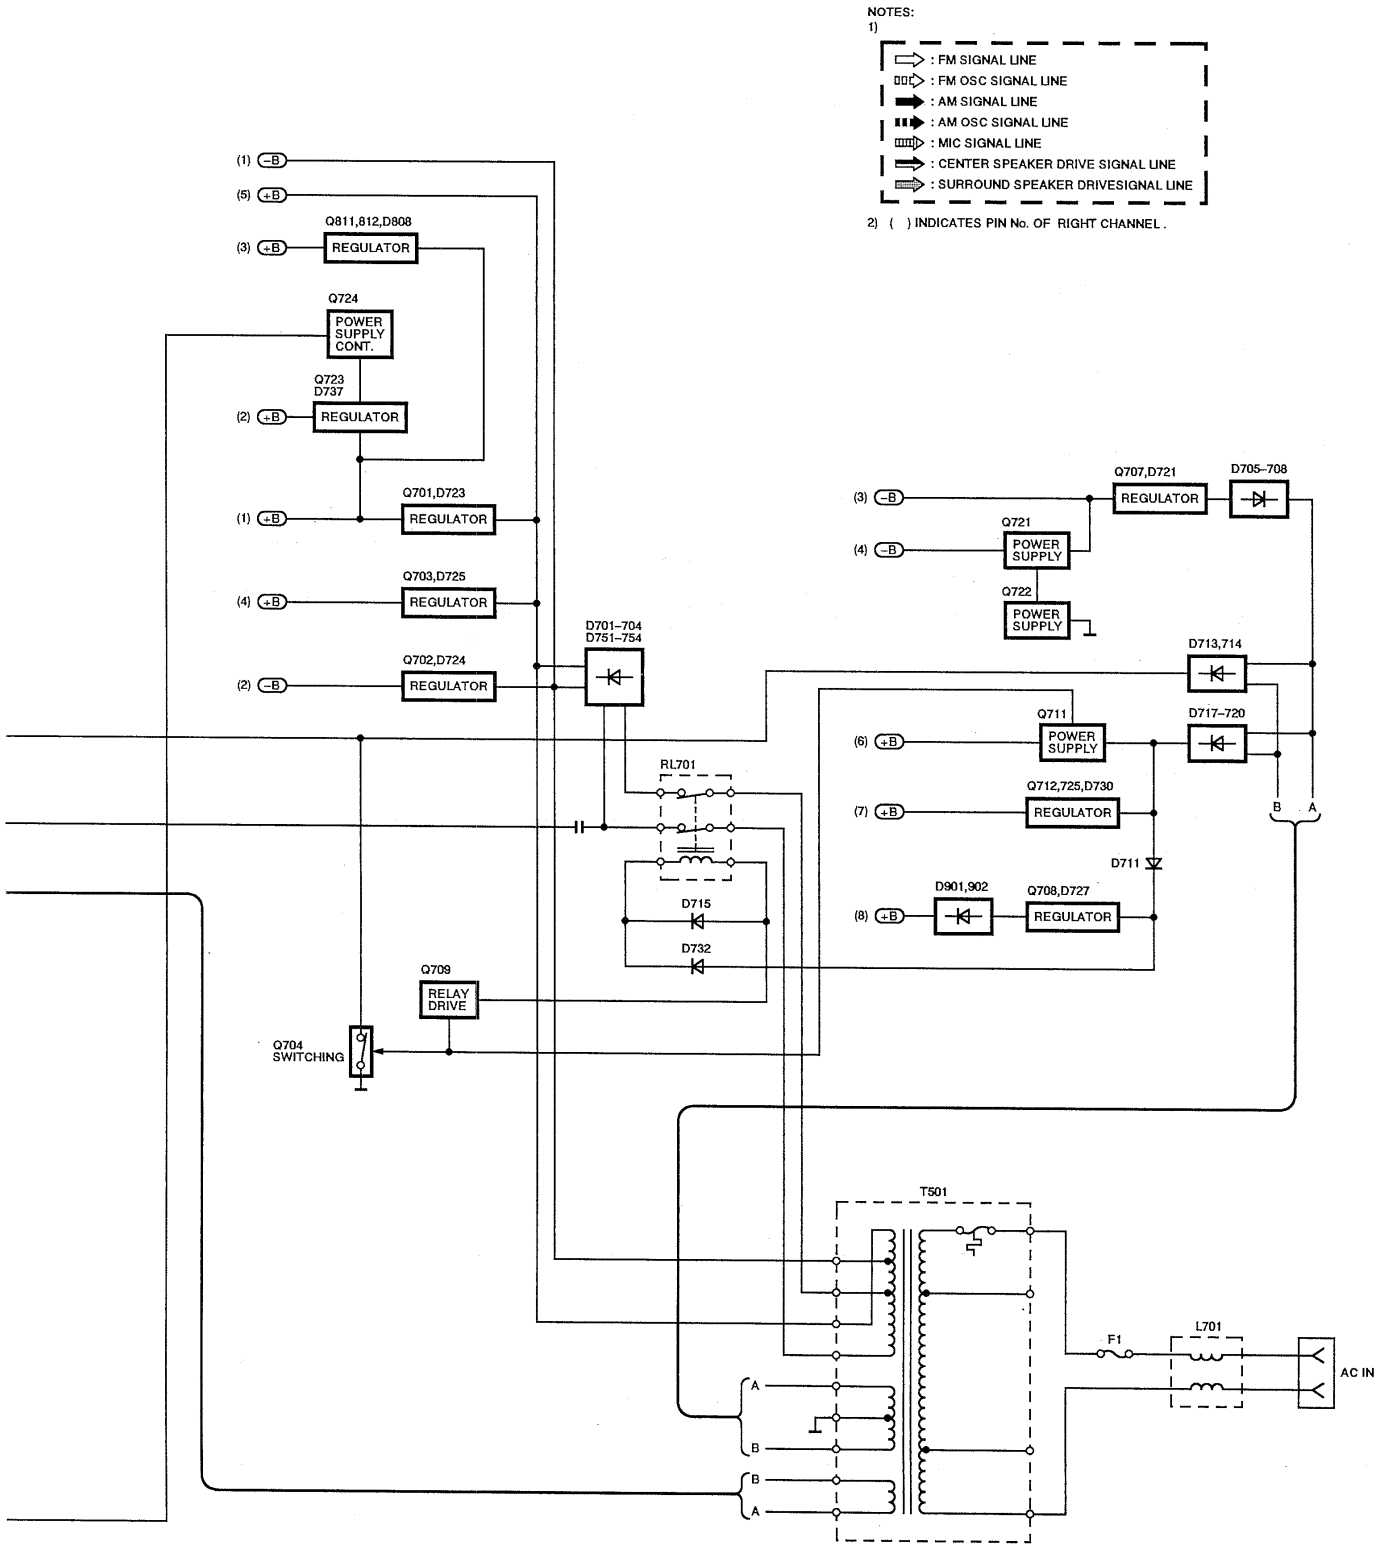 NOTES:
1)
: FM SIGNAL LINE
: FM OSC SIGNAL LINE
: AM SIGNAL LINE
: AM OSC SIGNAL LINE
: MIC SIGNAL LINE
: CENTER SPEAKER DRIVE SIGNAL LINE
: SURROUND SPEAKER DRIVESIGNAL LINE
2) ( ) INDICATES PIN No. OF RIGHT CHANNEL.
(1) -B
(5) +B
Q811,812,D808
(3) +B REGULATOR
Q724
POWER
SUPPLY
CONT.
Q723
D737
(2) +B REGULATOR
Q701,D723
(1) +B REGULATOR
Q703,D725
(4) +B REGULATOR
Q702,D724
(2) -B REGULATOR
D701-704
D751-754
RL701
D715
D732
Q709
RELAY
DRIVE
Q704
SWITCHING
Q707,D721
D705-708
(3) -B REGULATOR
Q721
(4) -B POWER
SUPPLY
Q722
POWER
SUPPLY
D713,714
D717-720
Q711
(6) +B POWER
SUPPLY
Q712,725,D730
(7) +B REGULATOR
B A
D711
D901,902
Q708,D727
(8) +B REGULATOR
T501
F1
L701
AC IN
A
B
B
A